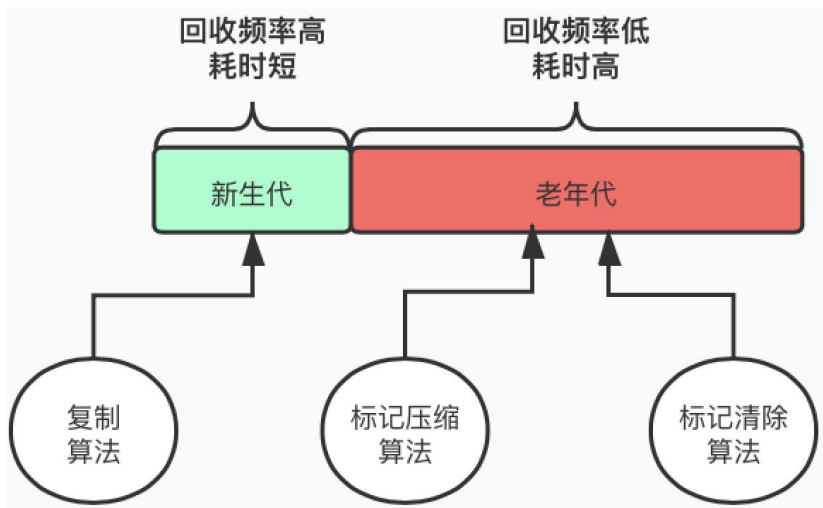 回收频率高
耗时短
回收频率低
耗时高
新生代
老年代
复制
算法
标记压缩
算法
标记清除
算法